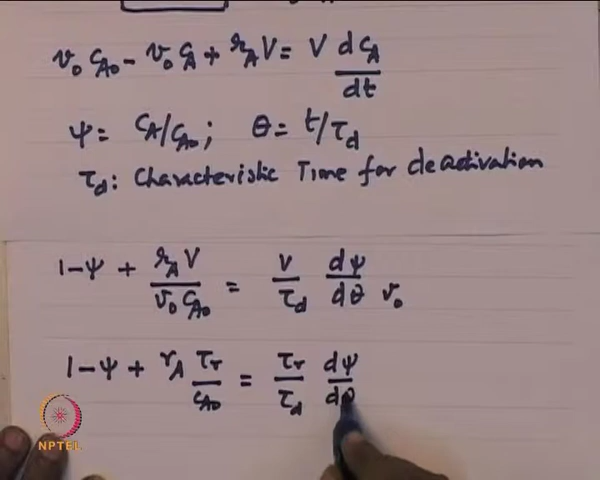 v₀ C_A₀ - v₀ C_A + r_A V = V dC_A/dt
ψ = C_A/C_A₀; θ = t/τ_d
τ_d: Characteristic Time for deactivation
1-ψ + r_A V / v₀ C_A₀ = V/τ_d dψ/dθ v₀
1-ψ + r_A τ_r/C_A₀ = τ_r/τ_d dψ/dθ
NPTEL